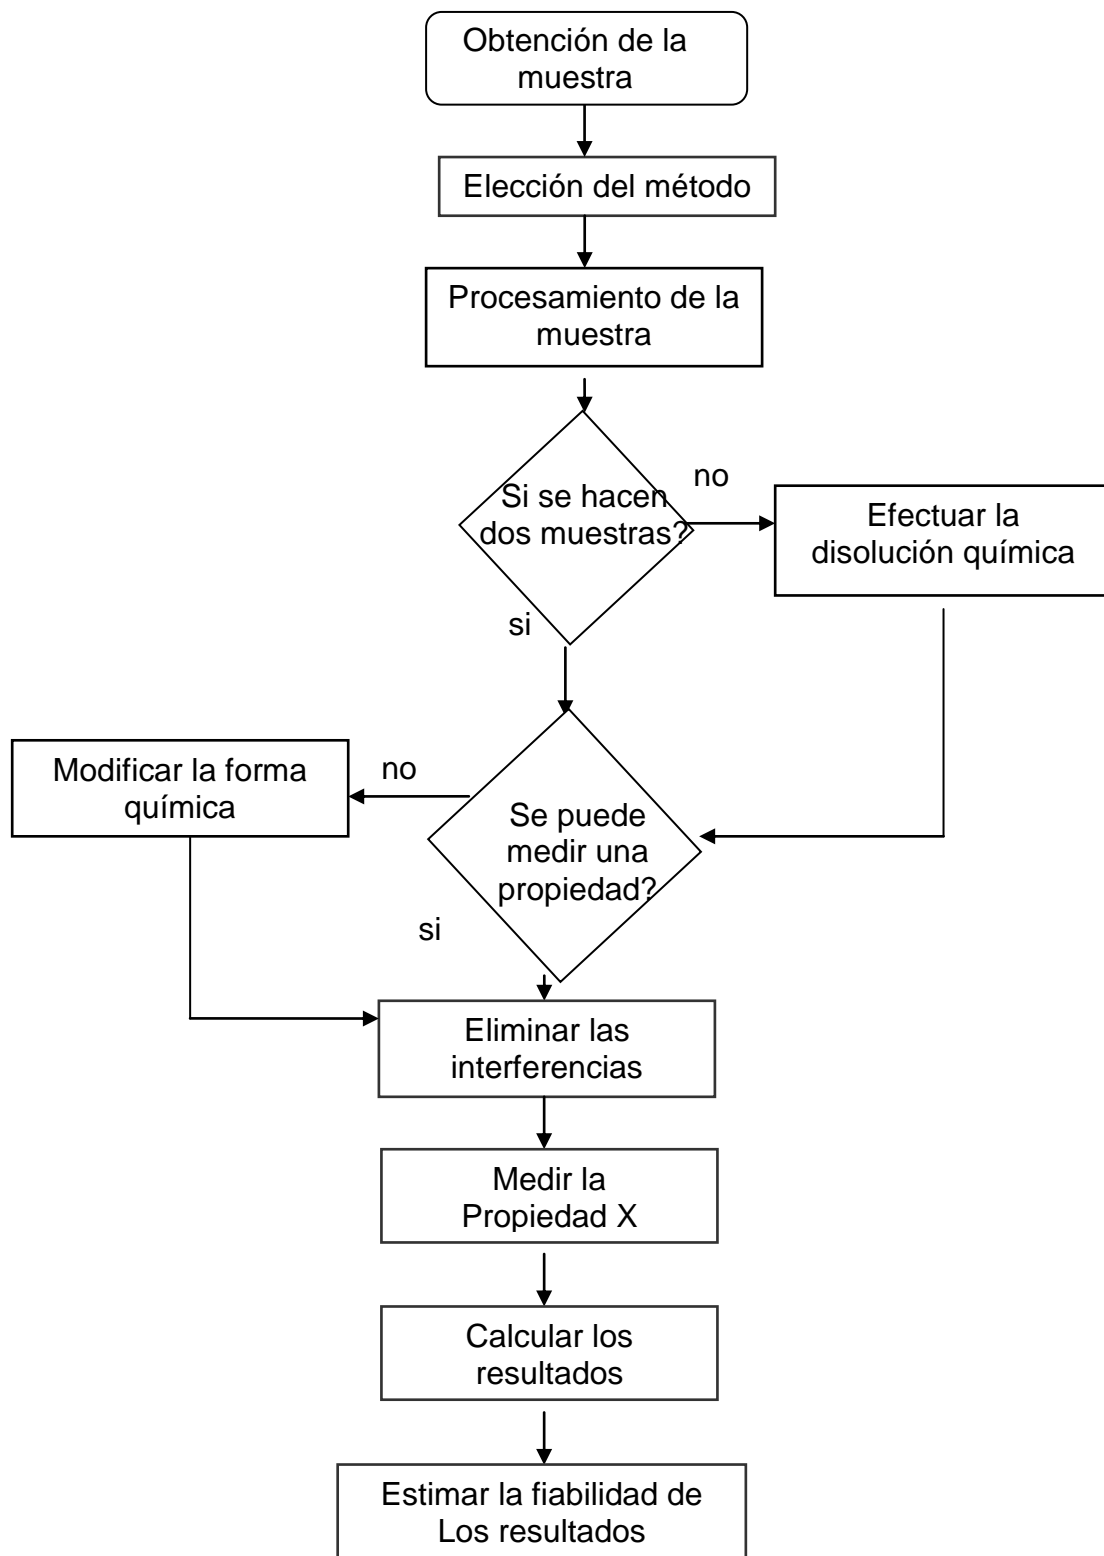 Obtención de la
muestra
Elección del método
Procesamiento de la
muestra
Si se hacen
dos muestras?
no
Efectuar la
disolución química
si
Modificar la forma
química
no
Se puede
medir una
propiedad?
si
Eliminar las
interferencias
Medir la
Propiedad X
Calcular los
resultados
Estimar la fiabilidad de
Los resultados